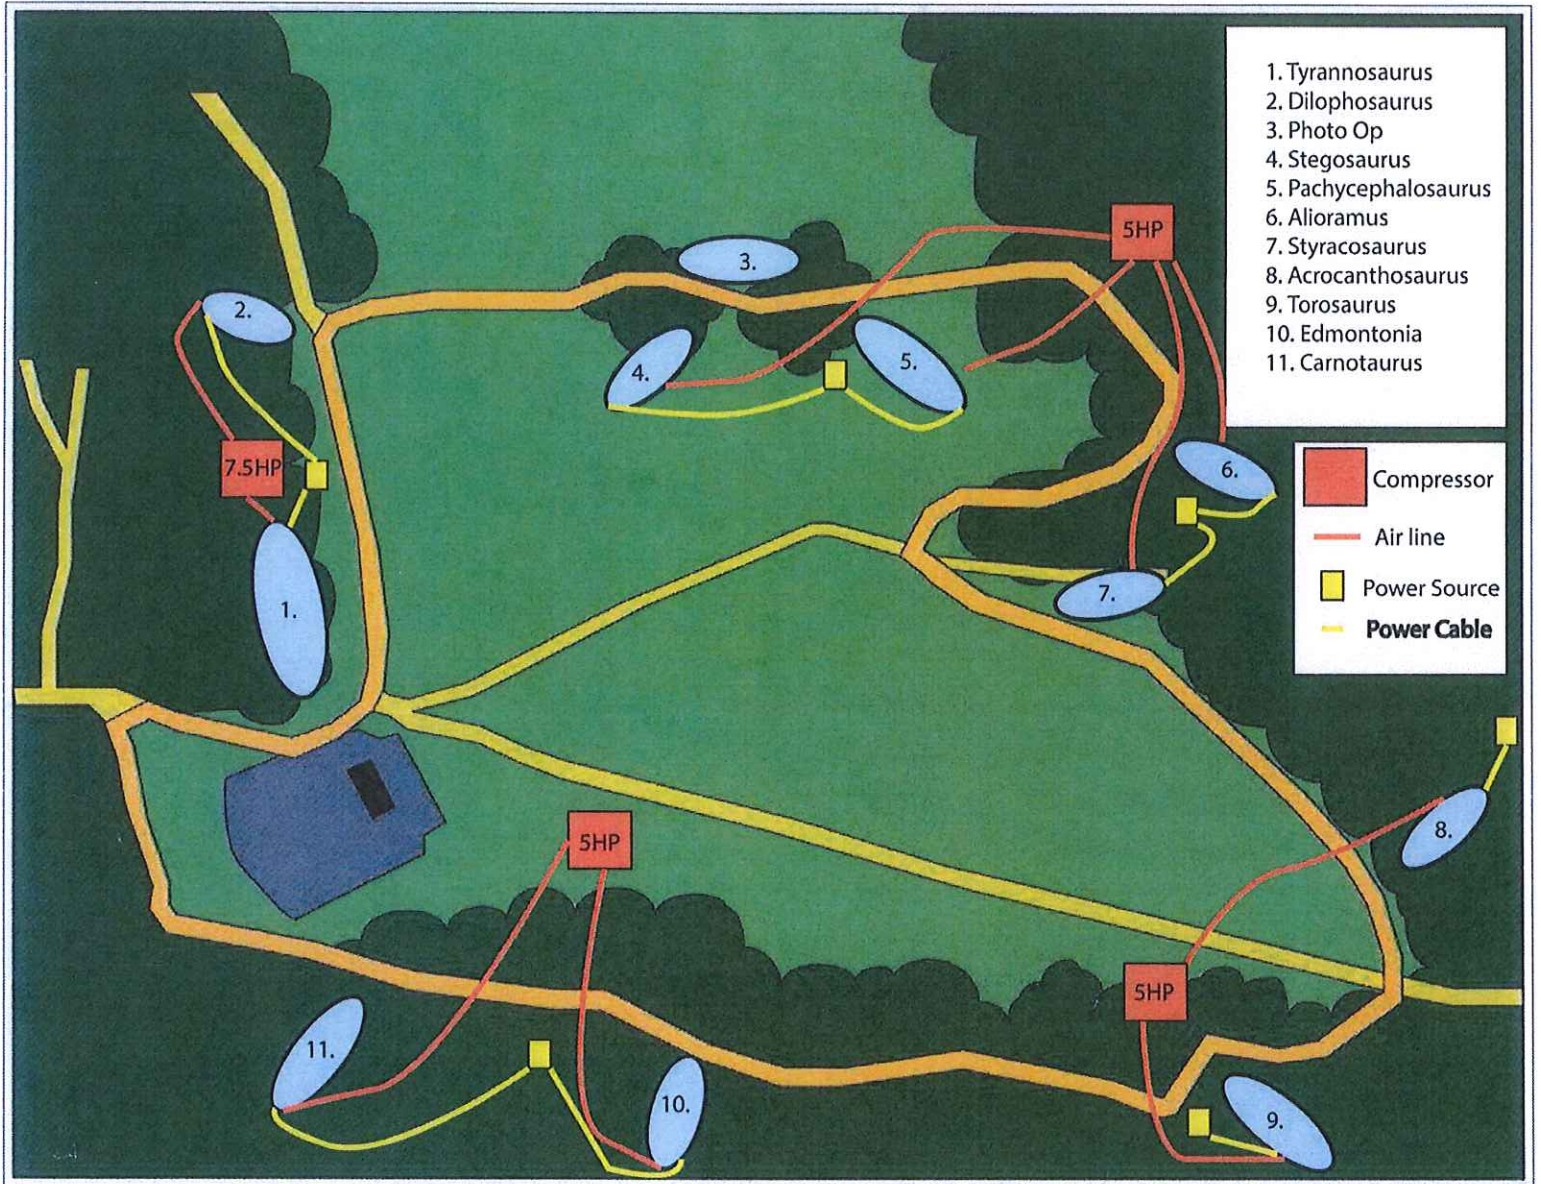 1. Tyrannosaurus
2. Dilophosaurus
3. Photo Op
4. Stegosaurus
5. Pachycephalosaurus
6. Alioramus
7. Styracosaurus
8. Acrocanthosaurus
9. Torosaurus
10. Edmontonia
11. Carnotaurus
5HP
3.
2.
5.
4.
7.5HP
6.
Compressor
Air line
Power Source
Power Cable
7.
1.
8.
5HP
5HP
11.
10.
9.